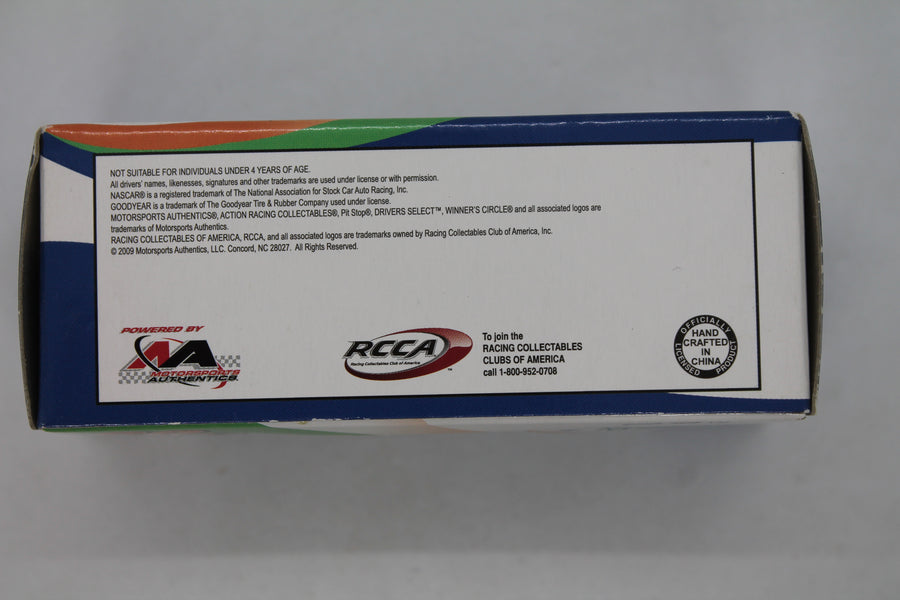 NOT SUITABLE FOR INDIVIDUALS UNDER 4 YEARS OF AGE.
All drivers' names, likenesses, signatures and other trademarks are used under license or with permission.
NASCAR® is a registered trademark of The National Association for Stock Car Auto Racing, Inc.
GOODYEAR is a trademark of The Goodyear Tire & Rubber Company used under license.
MOTORSPORTS AUTHENTICS®, ACTION RACING COLLECTABLES®, Pit Stop®, DRIVERS SELECT™, WINNER'S CIRCLE® and all associated logos are
trademarks of Motorsports Authentics.
RACING COLLECTABLES OF AMERICA, RCCA, and all associated logos are trademarks owned by Racing Collectables Club of America, Inc.
© 2009 Motorsports Authentics, LLC. Concord, NC 28027. All Rights Reserved.
POWERED BY
MA
MOTORSPORTS
AUTHENTICS®
RCCA
Racing Collectables Club of America
™
To join the
RACING COLLECTABLES
CLUBS OF AMERICA
call 1-800-952-0708
OFFICIALLY
HAND
CRAFTED
IN
CHINA
LICENSED PRODUCT